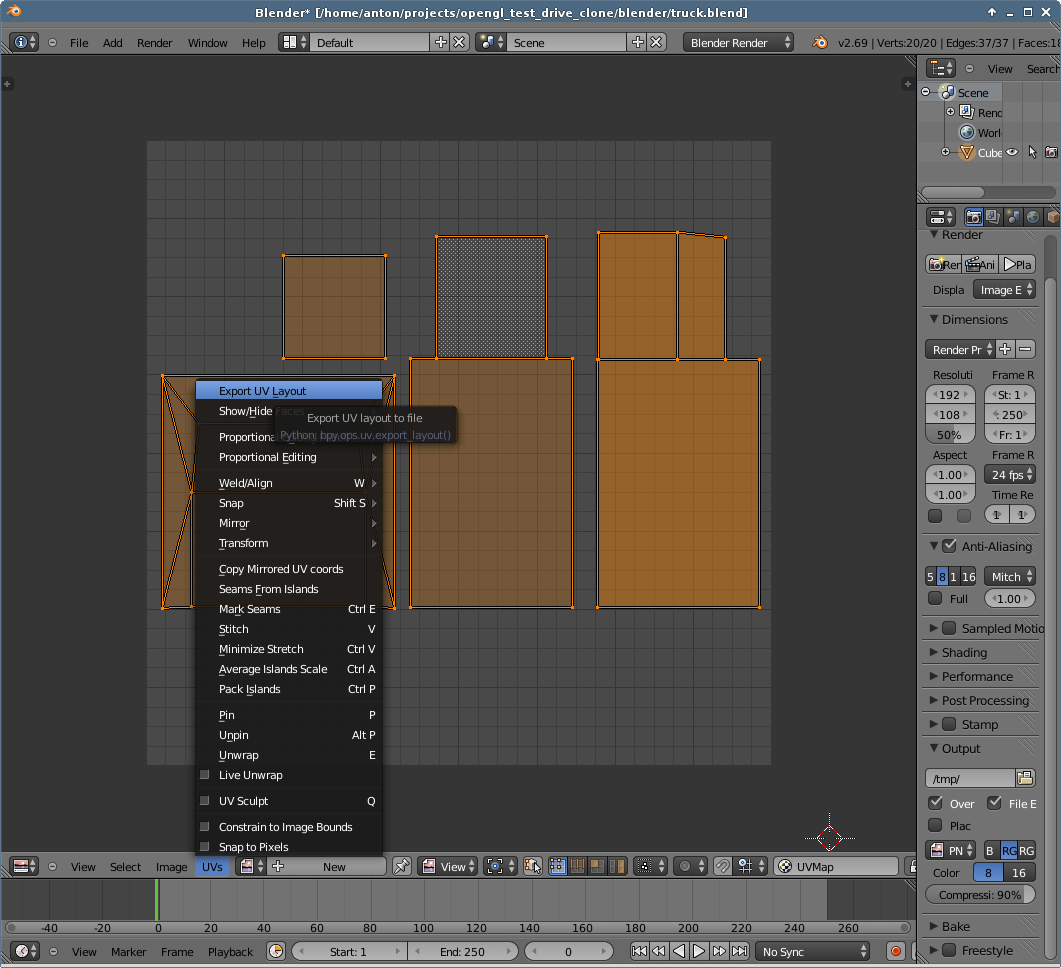 Blender* [/home/anton/projects/opengl_test_drive_clone/blender/truck.blend]
File Add Render Window Help Default Scene Blender Render v2.69 | Verts:20/20 | Edges:37/37 | Faces:18
View Search
Scene
Rend
Worl
Cube
Render
Ren Ani Pla
Displa Image E
Dimensions
Render Pr
Resoluti Frame R
192 St: 1
108 : 250
50% Fr: 1
Aspect Frame R
1.00 24 fps
1.00 Time Re
1 1
Anti-Aliasing
5 8 1 16 Mitch
Full 1.00
Sampled Motio
Shading
Performance
Post Processing
Stamp
Output
/tmp/
Over File E
Plac
PN B RG RG
Color 8 16
Compressi: 90%
Bake
Freestyle
Export UV Layout
Show/Hide Faces
Export UV layout to file
Python: bpy.ops.uv.export_layout()
Proportiona
Proportional Editing
Weld/Align W
Snap Shift S
Mirror
Transform
Copy Mirrored UV coords
Seams From Islands
Mark Seams Ctrl E
Stitch V
Minimize Stretch Ctrl V
Average Islands Scale Ctrl A
Pack Islands Ctrl P
Pin P
Unpin Alt P
Unwrap E
Live Unwrap
UV Sculpt Q
Constrain to Image Bounds
Snap to Pixels
View Select Image UVs New View UVMap
-40 -20 0 20 40 60 80 100 120 140 160 180 200 220 240 260
View Marker Frame Playback Start: 1 End: 250 0 No Sync